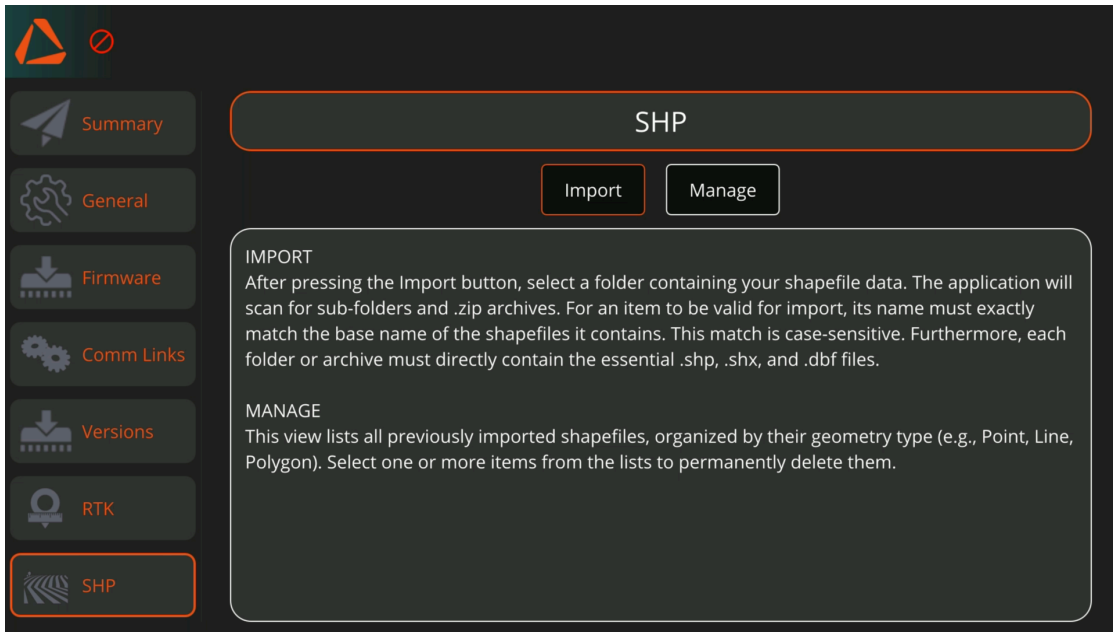 Summary
General
Firmware
Comm Links
Versions
RTK
SHP
SHP
Import
Manage
IMPORT
After pressing the Import button, select a folder containing your shapefile data. The application will
scan for sub-folders and .zip archives. For an item to be valid for import, its name must exactly
match the base name of the shapefiles it contains. This match is case-sensitive. Furthermore, each
folder or archive must directly contain the essential .shp, .shx, and .dbf files.
MANAGE
This view lists all previously imported shapefiles, organized by their geometry type (e.g., Point, Line,
Polygon). Select one or more items from the lists to permanently delete them.